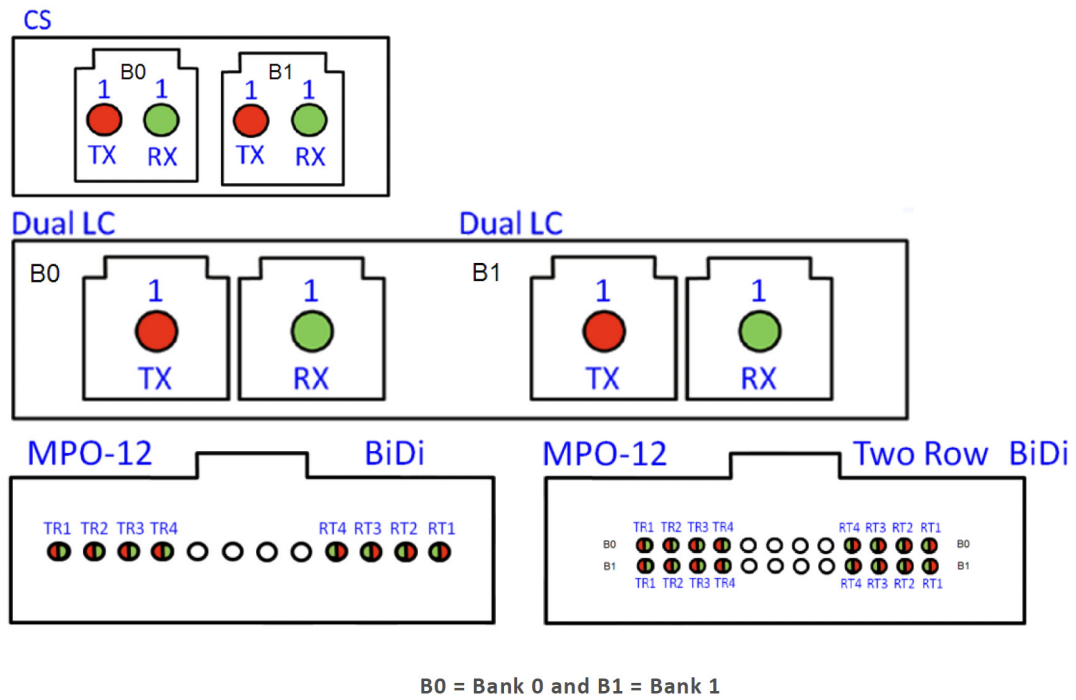 CS
B0 B1
1 1 1 1
TX RX TX RX
Dual LC Dual LC
B0 B1
1 1 1 1
TX RX TX RX
MPO-12 BiDi
TR1 TR2 TR3 TR4 RT4 RT3 RT2 RT1
MPO-12 Two Row BiDi
TR1 TR2 TR3 TR4 RT4 RT3 RT2 RT1
B0 B0
B1 B1
TR1 TR2 TR3 TR4 RT4 RT3 RT2 RT1
B0 = Bank 0 and B1 = Bank 1